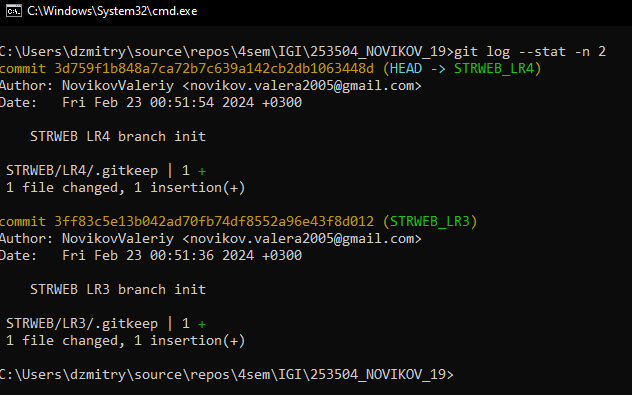 C:\Windows\System32\cmd.exe
C:\Users\dzmitry\source\repos\4sem\IGI\253504_NOVIKOV_19>git log --stat -n 2
commit 3d759f1b848a7ca72b7c639a142cb2db1063448d (HEAD -> STRWEB_LR4)
Author: NovikovValeriy <novikov.valera2005@gmail.com>
Date:   Fri Feb 23 00:51:54 2024 +0300
    STRWEB LR4 branch init
 STRWEB/LR4/.gitkeep | 1 +
 1 file changed, 1 insertion(+)
commit 3ff83c5e13b042ad70fb74df8552a96e43f8d012 (STRWEB_LR3)
Author: NovikovValeriy <novikov.valera2005@gmail.com>
Date:   Fri Feb 23 00:51:36 2024 +0300
    STRWEB LR3 branch init
 STRWEB/LR3/.gitkeep | 1 +
 1 file changed, 1 insertion(+)
C:\Users\dzmitry\source\repos\4sem\IGI\253504_NOVIKOV_19>